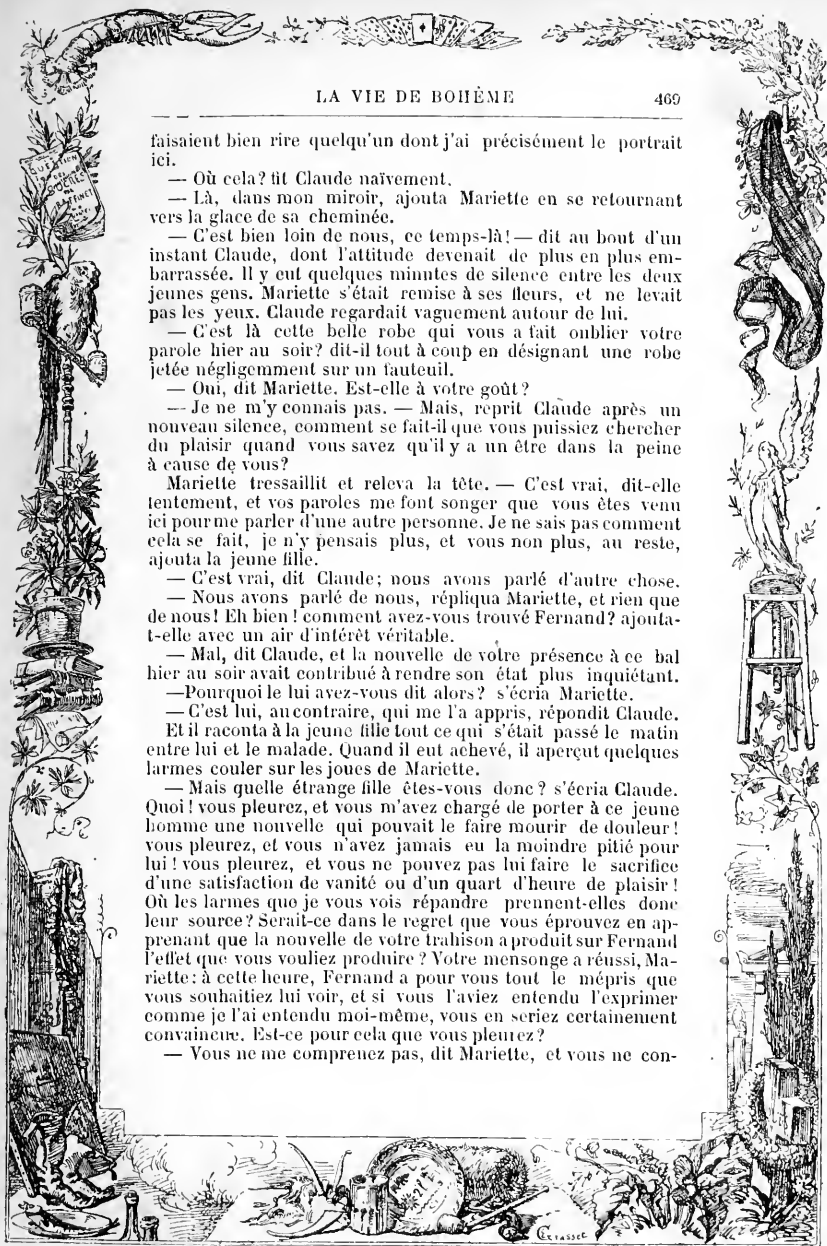 LA VIE DE BOHÈME 469
faisaient bien rire quelqu'un dont j'ai précisément le portrait
ici.
— Où cela? fit Claude naïvement.
— Là, dans mon miroir, ajouta Mariette en se retournant
vers la glace de sa cheminée.
— C'est bien loin de nous, ce temps-là! — dit au bout d'un
instant Claude, dont l'attitude devenait de plus en plus em-
barrassée. Il y eut quelques minutes de silence entre les deux
jeunes gens. Mariette s'était remise à ses fleurs, et ne levait
pas les yeux. Claude regardait vaguement autour de lui.
— C'est là cette belle robe qui vous a fait oublier votre
parole hier au soir? dit-il tout à coup en désignant une robe
jetée négligemment sur un fauteuil.
— Oui, dit Mariette. Est-elle à votre goût?
— Je ne m'y connais pas. — Mais, reprit Claude après un
nouveau silence, comment se fait-il que vous puissiez chercher
du plaisir quand vous savez qu'il y a un être dans la peine
à cause de vous?
Mariette tressaillit et releva la tête. — C'est vrai, dit-elle
lentement, et vos paroles me font songer que vous êtes venu
ici pour me parler d'une autre personne. Je ne sais pas comment
cela se fait, je n'y pensais plus, et vous non plus, au reste,
ajouta la jeune fille.
— C'est vrai, dit Claude; nous avons parlé d'autre chose.
— Nous avons parlé de nous, répliqua Mariette, et rien que
de nous! Eh bien! comment avez-vous trouvé Fernand? ajouta-
t-elle avec un air d'intérêt véritable.
— Mal, dit Claude, et la nouvelle de votre présence à ce bal
hier au soir avait contribué à rendre son état plus inquiétant.
—Pourquoi le lui avez-vous dit alors? s'écria Mariette.
— C'est lui, au contraire, qui me l'a appris, répondit Claude.
Et il raconta à la jeune fille tout ce qui s'était passé le matin
entre lui et le malade. Quand il eut achevé, il aperçut quelques
larmes couler sur les joues de Mariette.
— Mais quelle étrange fille êtes-vous donc? s'écria Claude.
Quoi! vous pleurez, et vous m'avez chargé de porter à ce jeune
homme une nouvelle qui pouvait le faire mourir de douleur!
vous pleurez, et vous n'avez jamais eu la moindre pitié pour
lui! vous pleurez, et vous ne pouvez pas lui faire le sacrifice
d'une satisfaction de vanité ou d'un quart d'heure de plaisir!
Où les larmes que je vous vois répandre prennent-elles donc
leur source? Serait-ce dans le regret que vous éprouvez en ap-
prenant que la nouvelle de votre trahison a produit sur Fernand
l'effet que vous vouliez produire? Votre mensonge a réussi, Ma-
riette: à cette heure, Fernand a pour vous tout le mépris que
vous souhaitiez lui voir, et si vous l'aviez entendu l'exprimer
comme je l'ai entendu moi-même, vous en seriez certainement
convaincue. Est-ce pour cela que vous pleurez?
— Vous ne me comprenez pas, dit Mariette, et vous ne con-